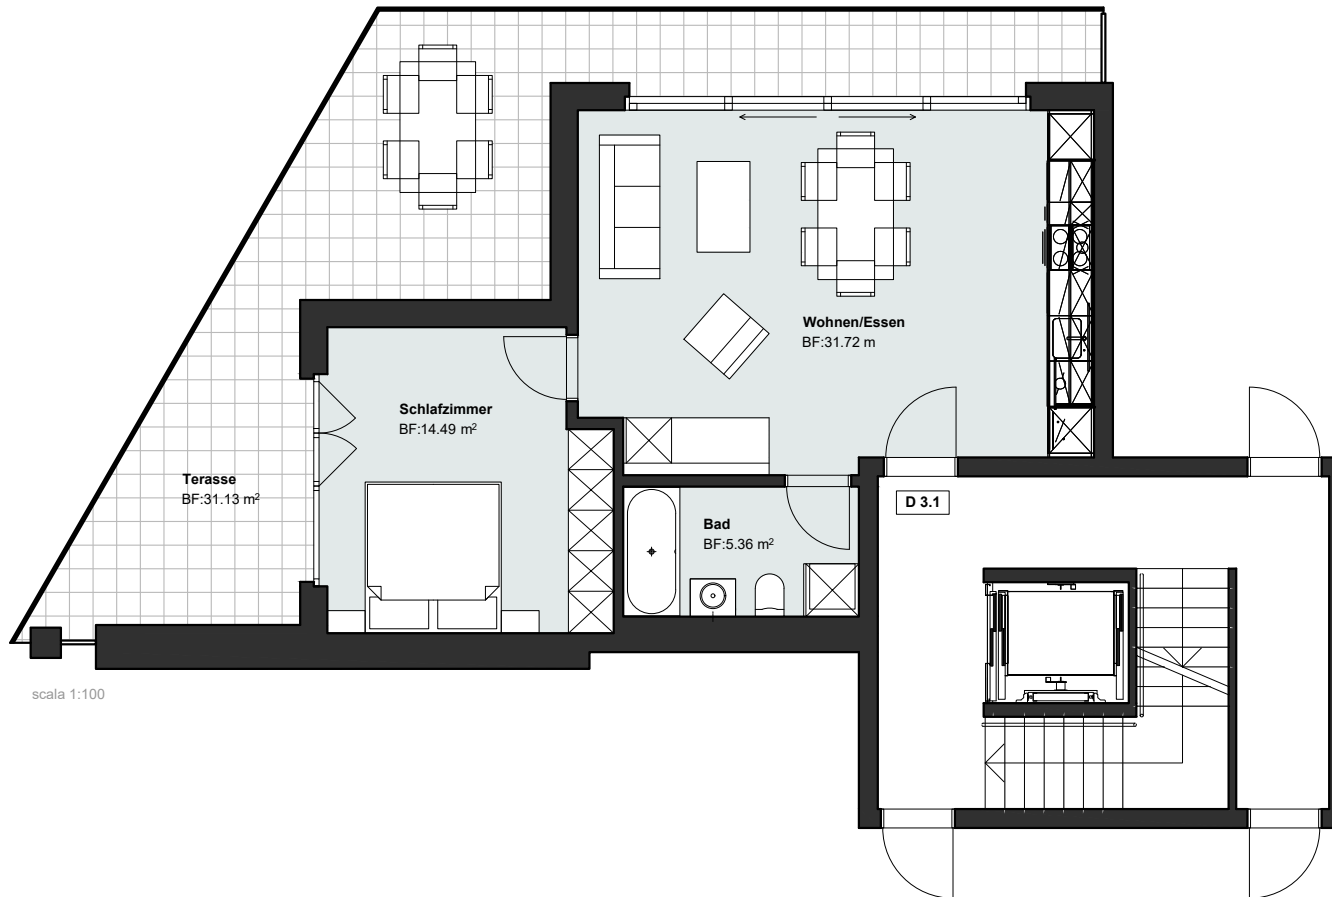 Wohnen/Essen
BF:31.72 m
Schlafzimmer
BF:14.49 m²
Terasse
BF:31.13 m²
D 3.1
Bad
BF:5.36 m²
scala 1:100